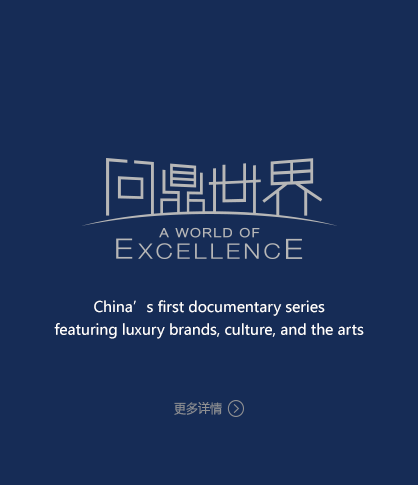 问鼎世界
A WORLD OF
EXCELLENCE
China's first documentary series
featuring luxury brands, culture, and the arts
更多详情